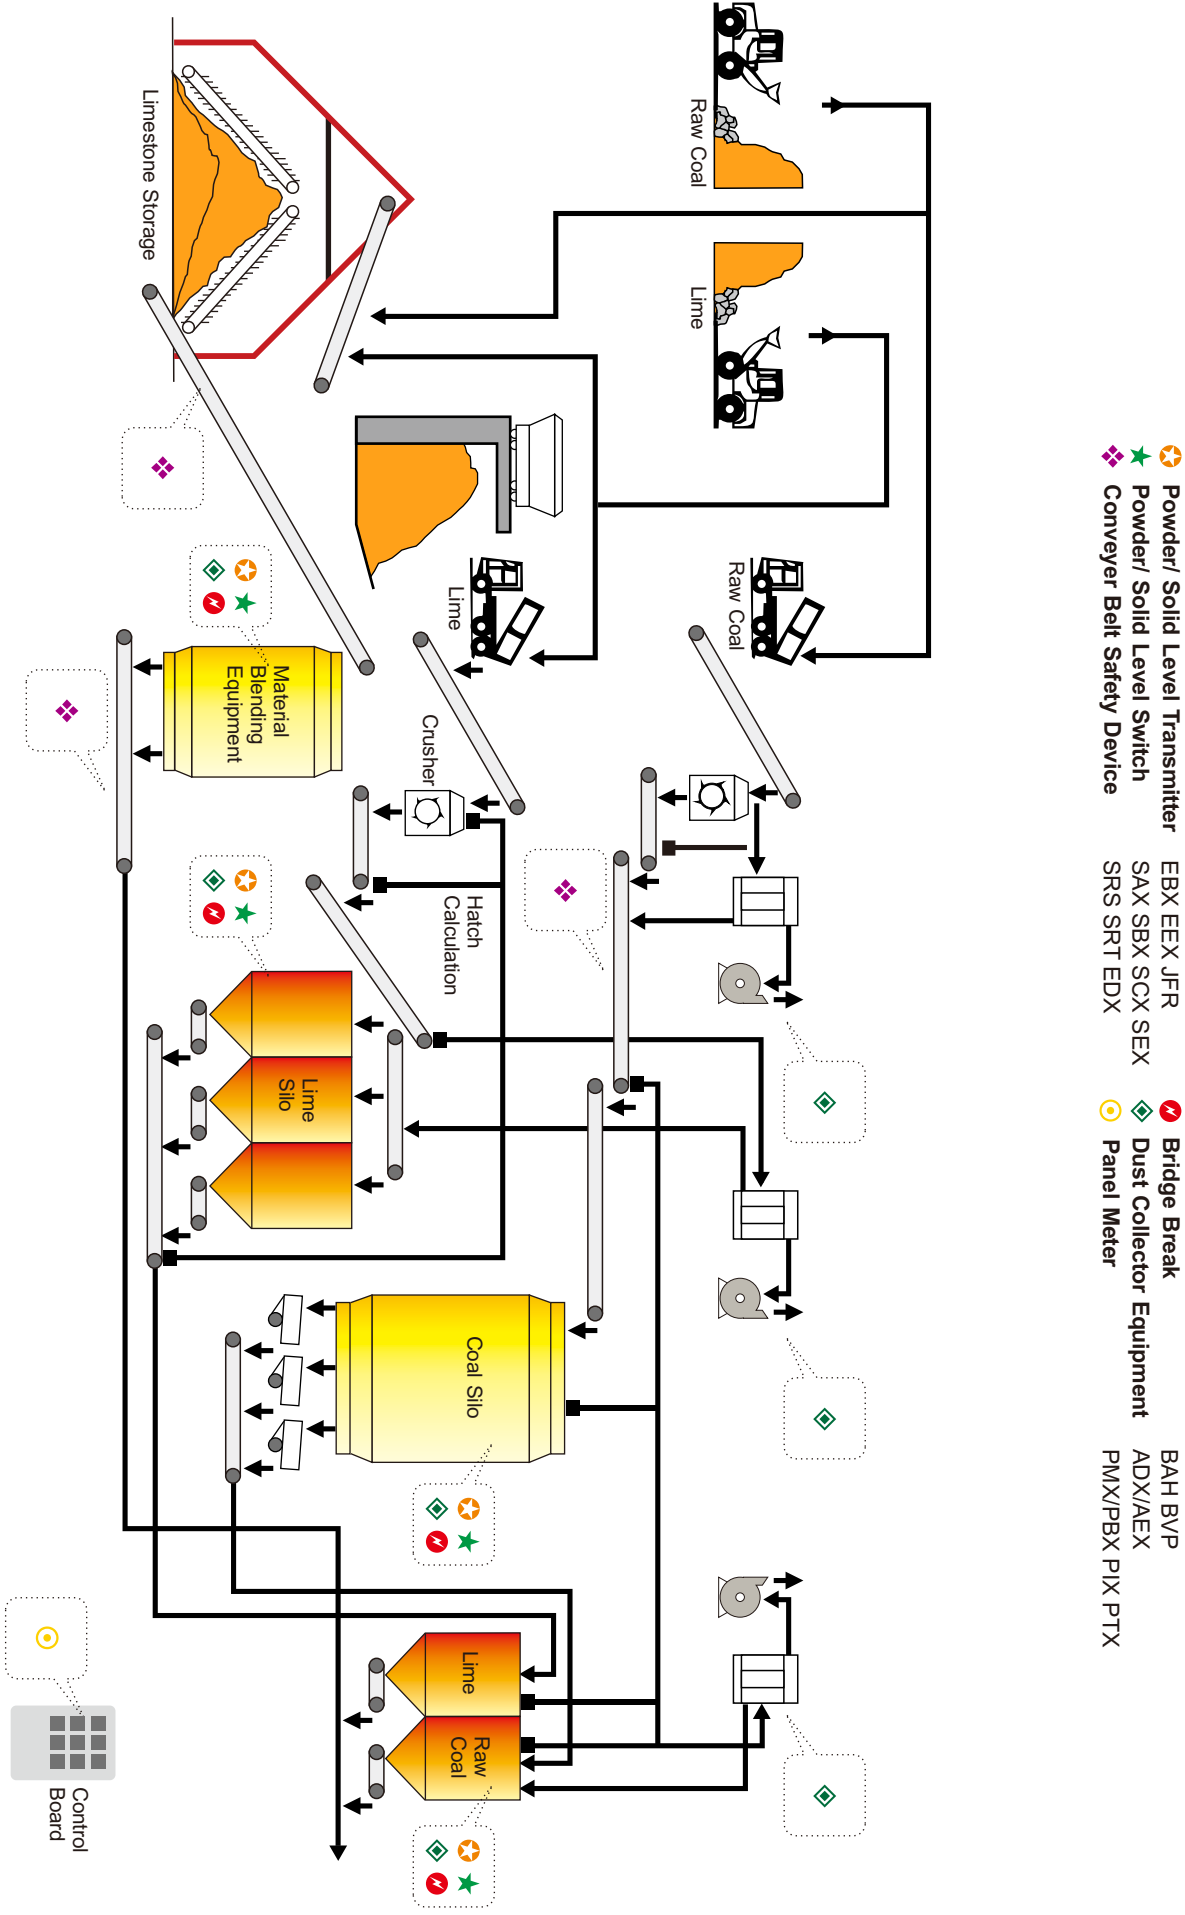 Powder/ Solid Level Transmitter EBX EEX JFR
Powder/ Solid Level Switch SAX SBX SCX SEX
Conveyer Belt Safety Device SRS SRT EDX
Bridge Break BAH BVP
Dust Collector Equipment ADX/AEX
Panel Meter PMX/PBX PIX PTX
Raw Coal
Lime
Raw Coal
Limestone Storage
Lime
Crusher
Material
Blending
Equipment
Hatch
Calculation
Lime
Silo
Coal Silo
Lime
Raw
Coal
Control
Board